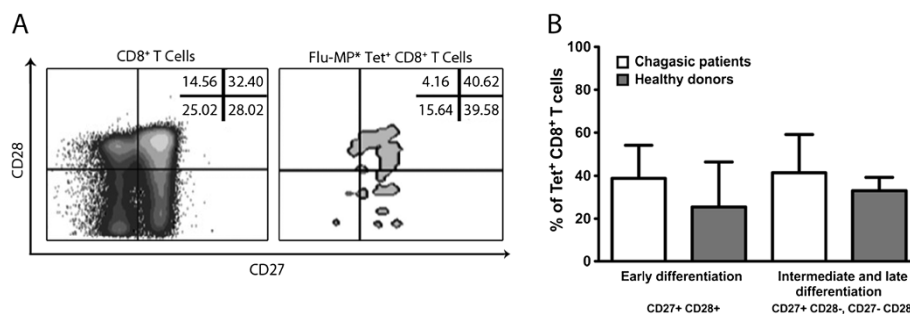 A
CD8⁺ T Cells
14.56 32.40
25.02 28.02
Flu-MP* Tet⁺ CD8⁺ T Cells
4.16 40.62
15.64 39.58
CD28
CD27
B
% of Tet⁺ CD8⁺ T cells
100
80
60
40
20
0
Chagasic patients
Healthy donors
Early differentiation
CD27+ CD28+
Intermediate and late
differentiation
CD27+ CD28-, CD27- CD28